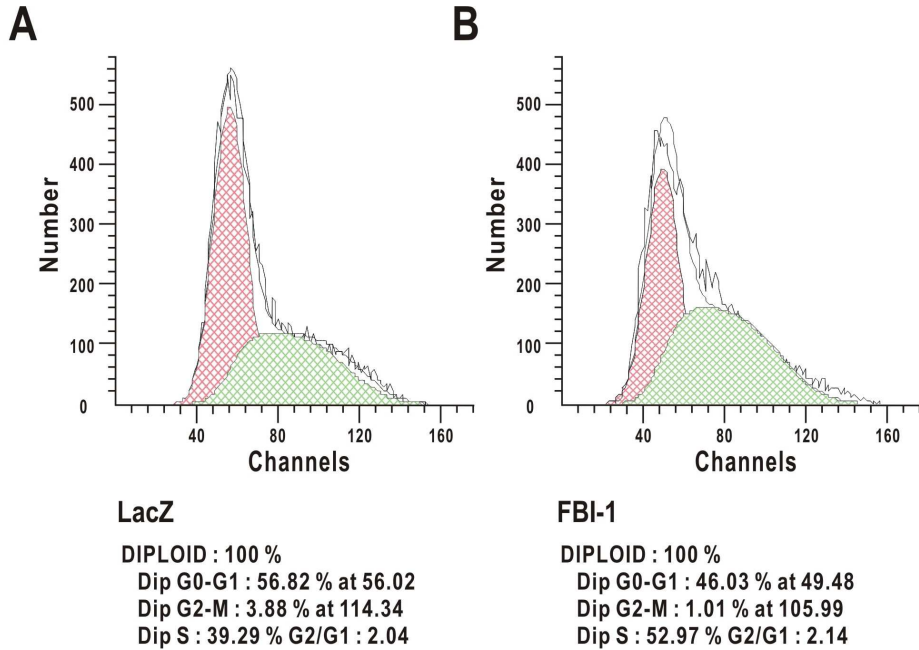 A
B
Number
500
400
300
200
100
0
40 80 120 160
Channels
Number
500
400
300
200
100
0
40 80 120 160
Channels
LacZ
DIPLOID : 100 %
Dip G0-G1 : 56.82 % at 56.02
Dip G2-M : 3.88 % at 114.34
Dip S : 39.29 % G2/G1 : 2.04
FBI-1
DIPLOID : 100 %
Dip G0-G1 : 46.03 % at 49.48
Dip G2-M : 1.01 % at 105.99
Dip S : 52.97 % G2/G1 : 2.14